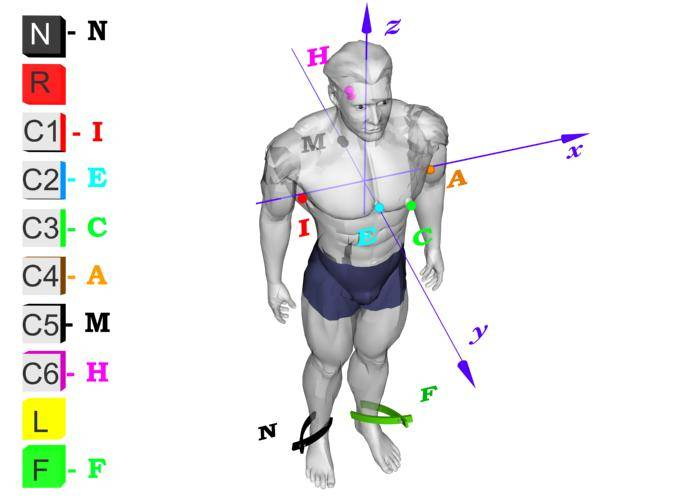 N - N
R
C1 - I
C2 - E
C3 - C
C4 - A
C5 - M
C6 - H
L
F - F
z
H
M
x
A
I
E
C
y
F
N